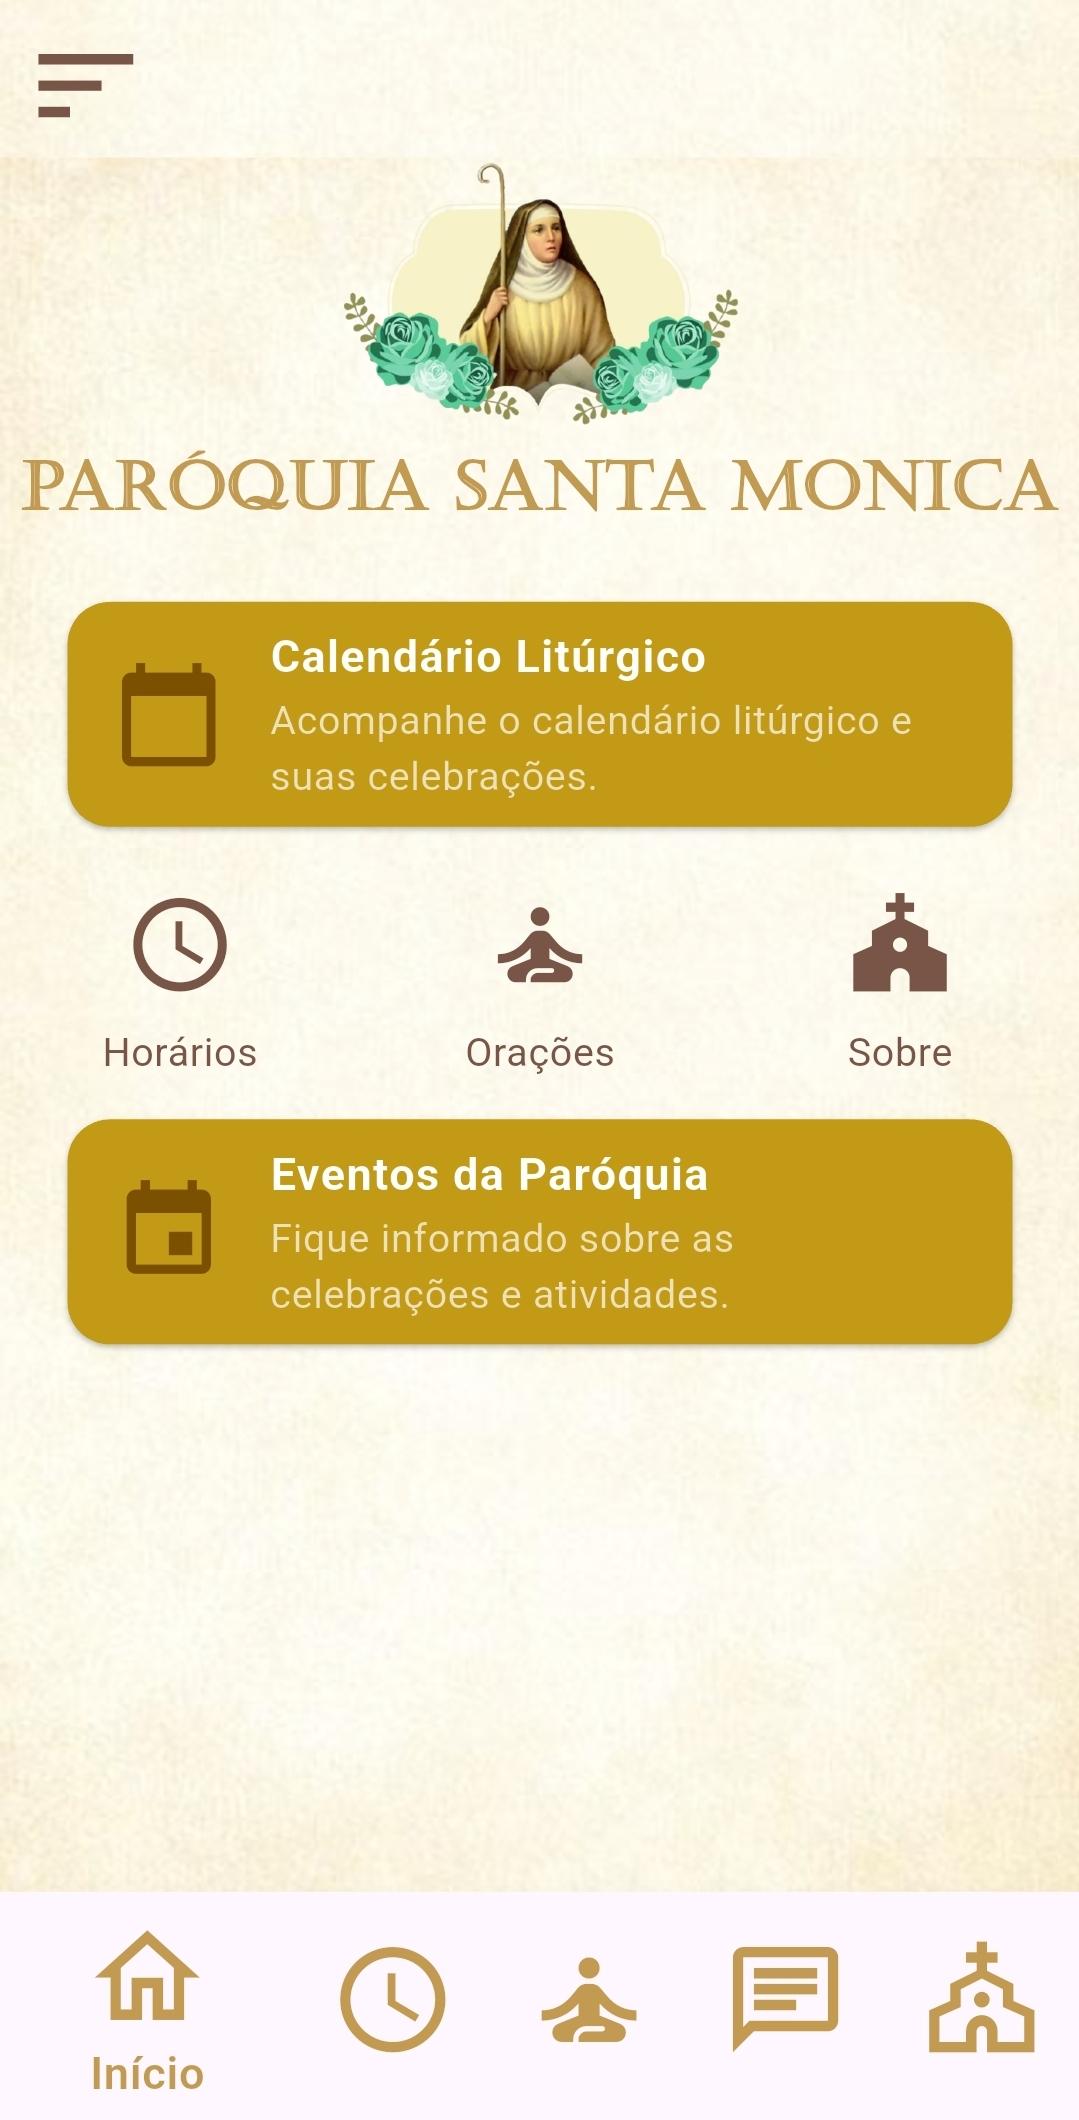 PARÓQUIA SANTA MONICA
Calendário Litúrgico
Acompanhe o calendário litúrgico e
suas celebrações.
Horários
Orações
Sobre
Eventos da Paróquia
Fique informado sobre as
celebrações e atividades.
Início